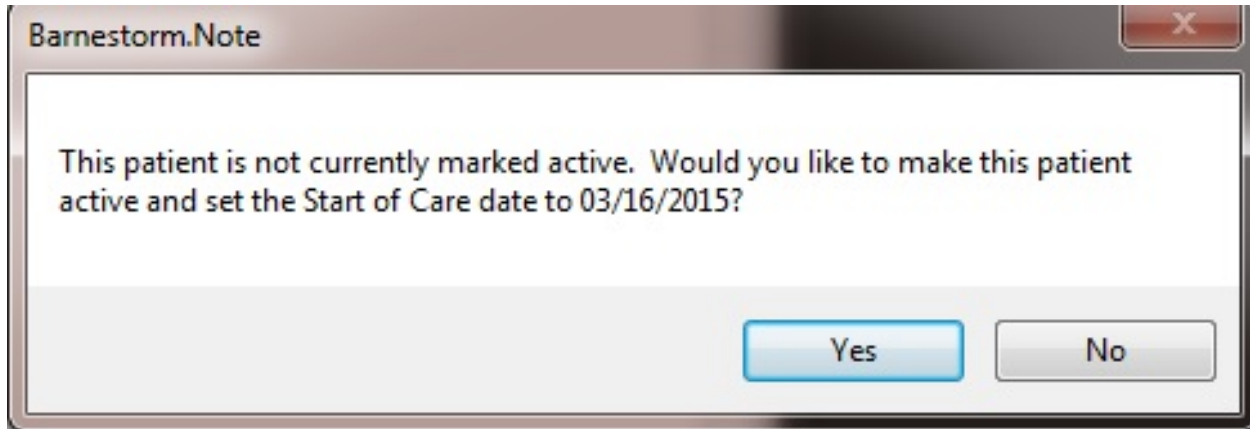 Barnestorm.Note
This patient is not currently marked active.  Would you like to make this patient
active and set the Start of Care date to 03/16/2015?
Yes
No